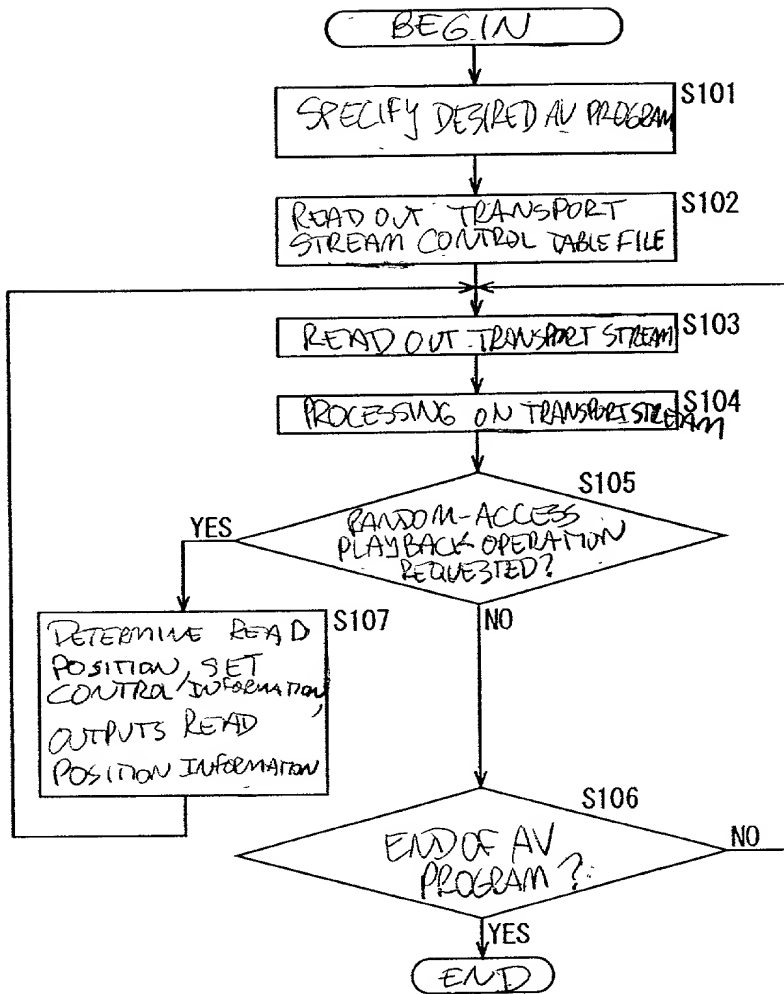 BEGIN
S101
SPECIFY DESIRED AV PROGRAM
S102
READ OUT TRANSPORT
STREAM CONTROL TABLE FILE
S103
READ OUT TRANSPORT STREAM
S104
PROCESSING ON TRANSPORT STREAM
S105
RANDOM-ACCESS
PLAYBACK OPERATION
REQUESTED?
YES
NO
S107
DETERMINE READ
POSITION, SET
CONTROL INFORMATION,
OUTPUTS READ
POSITION INFORMATION
S106
END OF AV
PROGRAM?
NO
YES
END